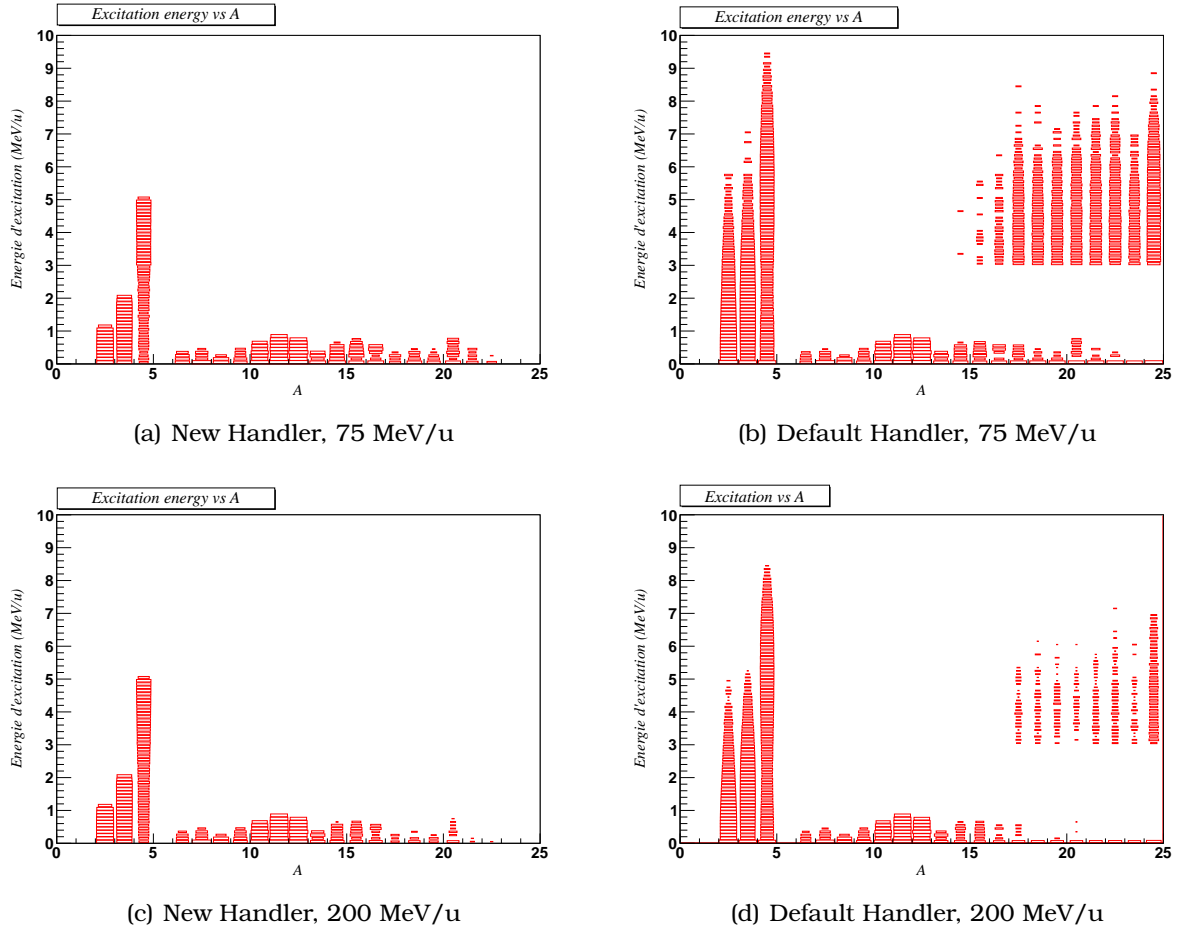 Excitation energy vs A
Energie d'excitation (MeV/u)
10
9
8
7
6
5
4
3
2
1
0
0 5 10 15 20 25
A
(a) New Handler, 75 MeV/u
Excitation energy vs A
Energie d'excitation (MeV/u)
10
9
8
7
6
5
4
3
2
1
0
0 5 10 15 20 25
A
(b) Default Handler, 75 MeV/u
Excitation energy vs A
Energie d'excitation (MeV/u)
10
9
8
7
6
5
4
3
2
1
0
0 5 10 15 20 25
A
(c) New Handler, 200 MeV/u
Excitation vs A
Energie d'excitation (MeV/u)
10
9
8
7
6
5
4
3
2
1
0
0 5 10 15 20 25
A
(d) Default Handler, 200 MeV/u